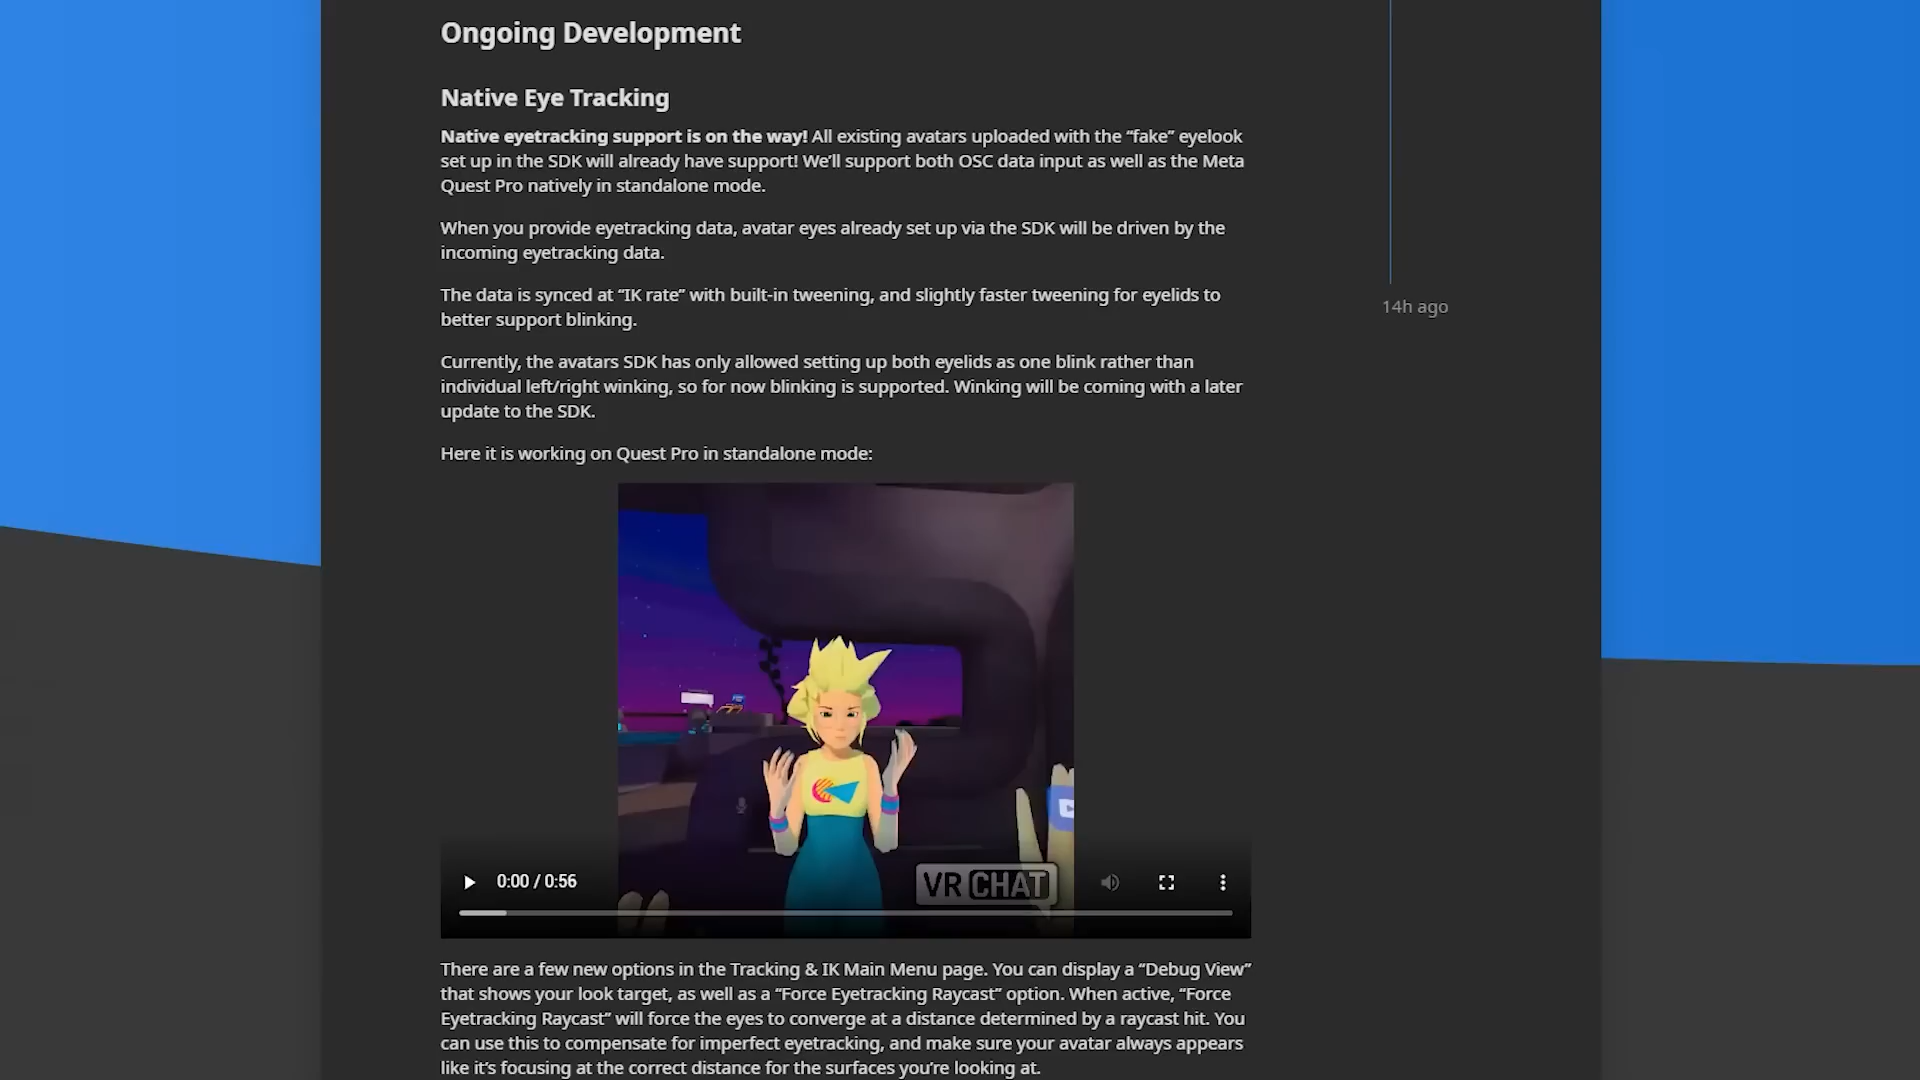 Ongoing Development
Native Eye Tracking
Native eyetracking support is on the way! All existing avatars uploaded with the “fake” eyelook
set up in the SDK will already have support! We’ll support both OSC data input as well as the Meta
Quest Pro natively in standalone mode.
When you provide eyetracking data, avatar eyes already set up via the SDK will be driven by the
incoming eyetracking data.
The data is synced at “IK rate” with built-in tweening, and slightly faster tweening for eyelids to
better support blinking.
14h ago
Currently, the avatars SDK has only allowed setting up both eyelids as one blink rather than
individual left/right winking, so for now blinking is supported. Winking will be coming with a later
update to the SDK.
Here it is working on Quest Pro in standalone mode:
0:00 / 0:56
VRCHAT
There are a few new options in the Tracking & IK Main Menu page. You can display a “Debug View”
that shows your look target, as well as a “Force Eyetracking Raycast” option. When active, “Force
Eyetracking Raycast” will force the eyes to converge at a distance determined by a raycast hit. You
can use this to compensate for imperfect eyetracking, and make sure your avatar always appears
like it’s focusing at the correct distance for the surfaces you’re looking at.